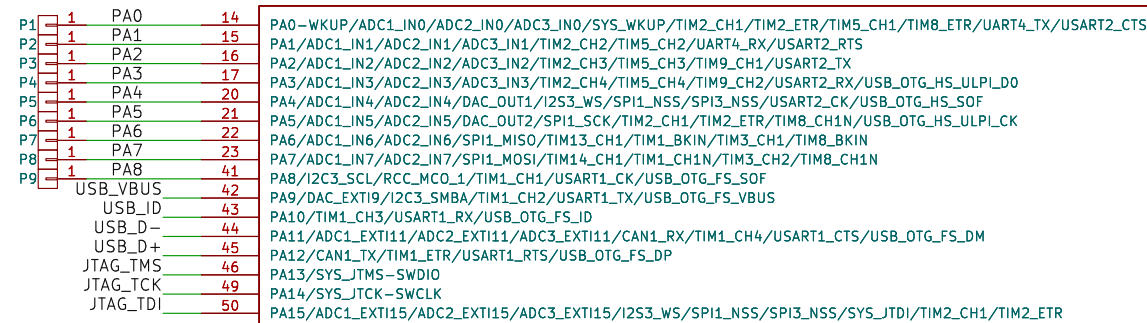 P1 1 PA0 14 PA0-WKUP/ADC1_IN0/ADC2_IN0/ADC3_IN0/SYS_WKUP/TIM2_CH1/TIM2_ETR/TIM5_CH1/TIM8_ETR/UART4_TX/USART2_CTS
P2 1 PA1 15 PA1/ADC1_IN1/ADC2_IN1/ADC3_IN1/TIM2_CH2/TIM5_CH2/UART4_RX/USART2_RTS
P3 1 PA2 16 PA2/ADC1_IN2/ADC2_IN2/ADC3_IN2/TIM2_CH3/TIM5_CH3/TIM9_CH1/USART2_TX
P4 1 PA3 17 PA3/ADC1_IN3/ADC2_IN3/ADC3_IN3/TIM2_CH4/TIM5_CH4/TIM9_CH2/USART2_RX/USB_OTG_HS_ULPI_D0
P5 1 PA4 20 PA4/ADC1_IN4/ADC2_IN4/DAC_OUT1/I2S3_WS/SPI1_NSS/SPI3_NSS/USART2_CK/USB_OTG_HS_SOF
P6 1 PA5 21 PA5/ADC1_IN5/ADC2_IN5/DAC_OUT2/SPI1_SCK/TIM2_CH1/TIM2_ETR/TIM8_CH1N/USB_OTG_HS_ULPI_CK
P7 1 PA6 22 PA6/ADC1_IN6/ADC2_IN6/SPI1_MISO/TIM13_CH1/TIM1_BKIN/TIM3_CH1/TIM8_BKIN
P8 1 PA7 23 PA7/ADC1_IN7/ADC2_IN7/SPI1_MOSI/TIM14_CH1/TIM1_CH1N/TIM3_CH2/TIM8_CH1N
P9 1 PA8 41 PA8/I2C3_SCL/RCC_MCO_1/TIM1_CH1/USART1_CK/USB_OTG_FS_SOF
USB_VBUS 42 PA9/DAC_EXTI9/I2C3_SMBA/TIM1_CH2/USART1_TX/USB_OTG_FS_VBUS
USB_ID 43 PA10/TIM1_CH3/USART1_RX/USB_OTG_FS_ID
USB_D- 44 PA11/ADC1_EXTI11/ADC2_EXTI11/ADC3_EXTI11/CAN1_RX/TIM1_CH4/USART1_CTS/USB_OTG_FS_DM
USB_D+ 45 PA12/CAN1_TX/TIM1_ETR/USART1_RTS/USB_OTG_FS_DP
JTAG_TMS 46 PA13/SYS_JTMS-SWDIO
JTAG_TCK 49 PA14/SYS_JTCK-SWCLK
JTAG_TDI 50 PA15/ADC1_EXTI15/ADC2_EXTI15/ADC3_EXTI15/I2S3_WS/SPI1_NSS/SPI3_NSS/SYS_JTDI/TIM2_CH1/TIM2_ETR